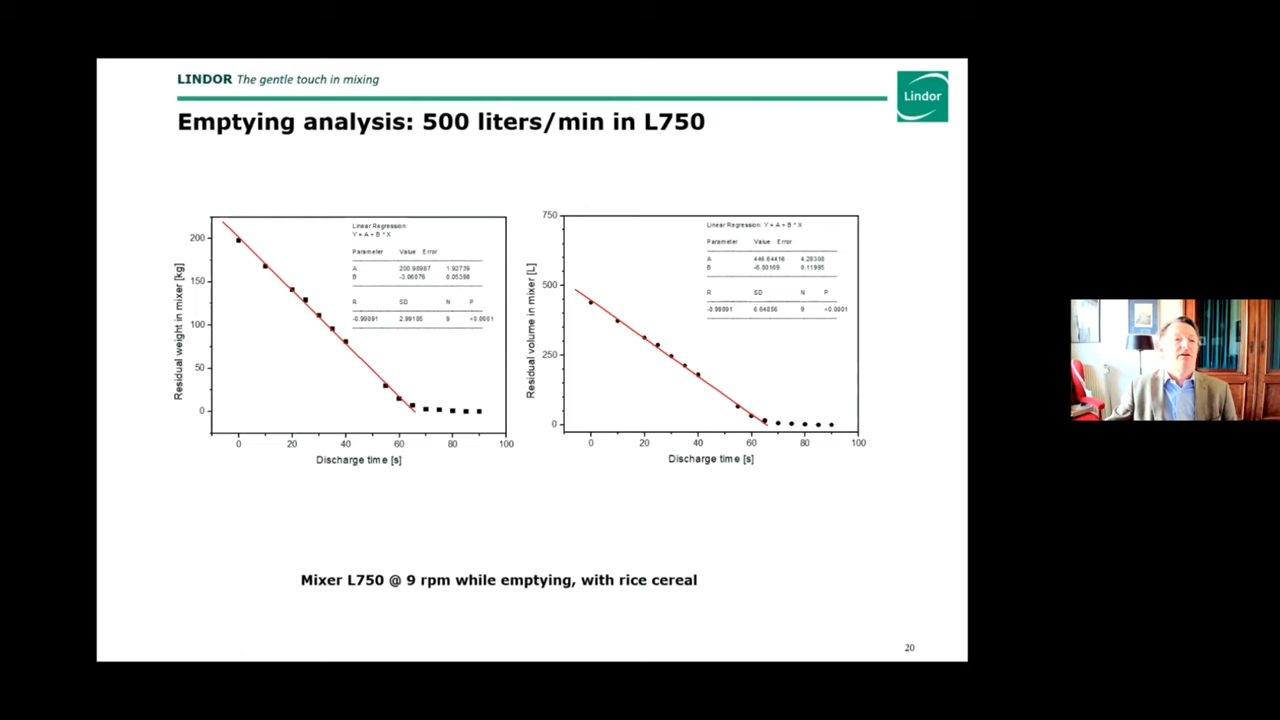 LINDOR The gentle touch in mixing
Lindor
Emptying analysis: 500 liters/min in L750
Residual weight in mixer [kg]
200
150
100
50
0
0 20 40 60 80 100
Discharge time [s]
Linear Regression:
Y = A + B * X
Parameter Value Error
A 200.98987 1.92739
B -3.06076 0.05398
R SD N P
-0.99891 2.99185 9 <0.0001
Residual volume in mixer [L]
750
500
250
0
0 20 40 60 80 100
Discharge time [s]
Linear Regression: Y = A + B * X
Parameter Value Error
A 446.64416 4.28308
B -6.80169 0.11995
R SD N P
-0.99891 6.64856 9 <0.0001
Mixer L750 @ 9 rpm while emptying, with rice cereal
20